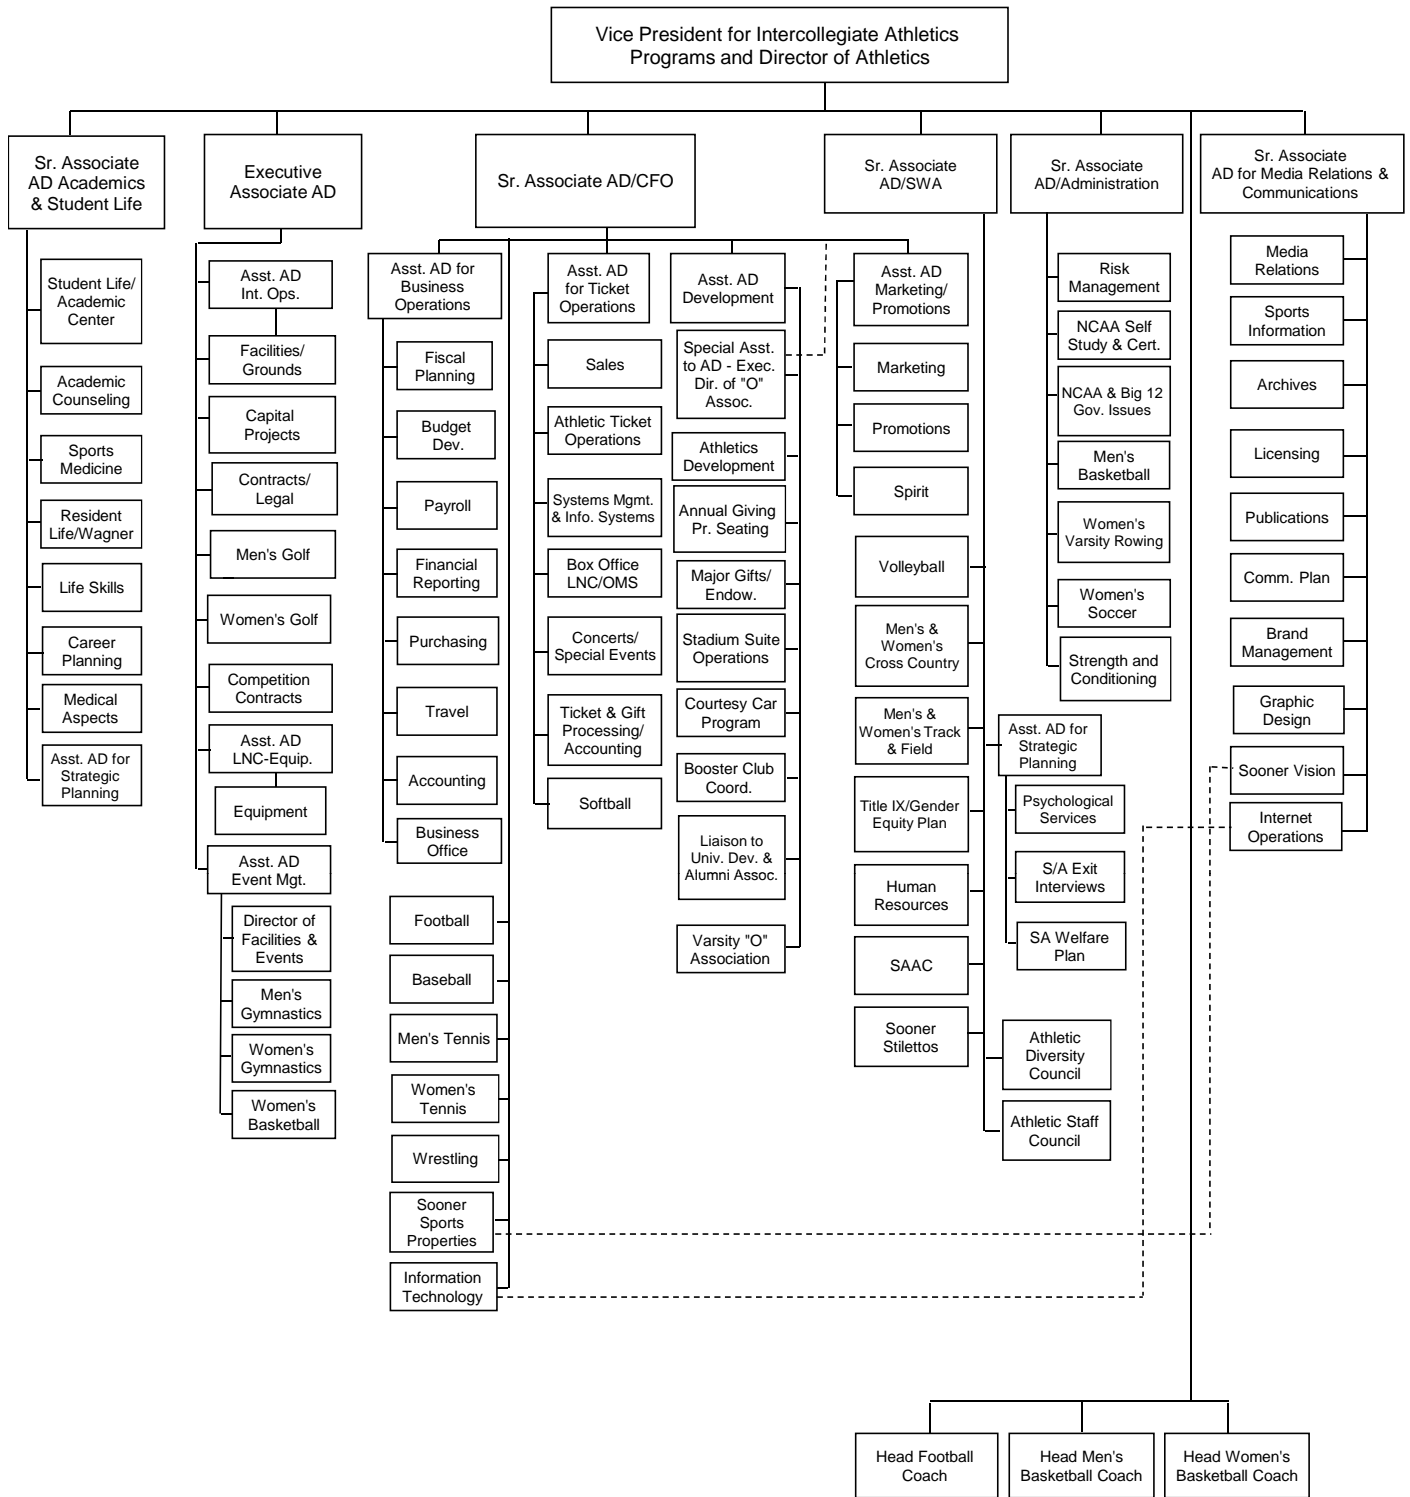 Vice President for Intercollegiate Athletics
Programs and Director of Athletics
Sr. Associate
AD Academics
& Student Life
Executive
Associate AD
Sr. Associate AD/CFO
Sr. Associate
AD/SWA
Sr. Associate
AD/Administration
Sr. Associate
AD for Media Relations &
Communications
Student Life/
Academic
Center
Academic
Counseling
Sports
Medicine
Resident
Life/Wagner
Life Skills
Career
Planning
Medical
Aspects
Asst. AD for
Strategic
Planning
Asst. AD
Int. Ops.
Facilities/
Grounds
Capital
Projects
Contracts/
Legal
Men's Golf
Women's Golf
Competition
Contracts
Asst. AD
LNC-Equip.
Equipment
Asst. AD
Event Mgt.
Director of
Facilities &
Events
Men's
Gymnastics
Women's
Gymnastics
Women's
Basketball
Asst. AD for
Business
Operations
Fiscal
Planning
Budget
Dev.
Payroll
Financial
Reporting
Purchasing
Travel
Accounting
Business
Office
Football
Baseball
Men's Tennis
Women's
Tennis
Wrestling
Sooner
Sports
Properties
Information
Technology
Asst. AD
for Ticket
Operations
Sales
Athletic Ticket
Operations
Systems Mgmt.
& Info. Systems
Box Office
LNC/OMS
Concerts/
Special Events
Ticket & Gift
Processing/
Accounting
Softball
Asst. AD
Development
Special Asst.
to AD - Exec.
Dir. of "O"
Assoc.
Athletics
Development
Annual Giving
Pr. Seating
Major Gifts/
Endow.
Stadium Suite
Operations
Courtesy Car
Program
Booster Club
Coord.
Liaison to
Univ. Dev. &
Alumni Assoc.
Varsity "O"
Association
Asst. AD
Marketing/
Promotions
Marketing
Promotions
Spirit
Volleyball
Men's &
Women's
Cross Country
Men's &
Women's Track
& Field
Title IX/Gender
Equity Plan
Human
Resources
SAAC
Sooner
Stilettos
Asst. AD for
Strategic
Planning
Psychological
Services
S/A Exit
Interviews
SA Welfare
Plan
Athletic
Diversity
Council
Athletic Staff
Council
Risk
Management
NCAA Self
Study & Cert.
NCAA & Big 12
Gov. Issues
Men's
Basketball
Women's
Varsity Rowing
Women's
Soccer
Strength and
Conditioning
Media
Relations
Sports
Information
Archives
Licensing
Publications
Comm. Plan
Brand
Management
Graphic
Design
Sooner Vision
Internet
Operations
Head Football
Coach
Head Men's
Basketball Coach
Head Women's
Basketball Coach